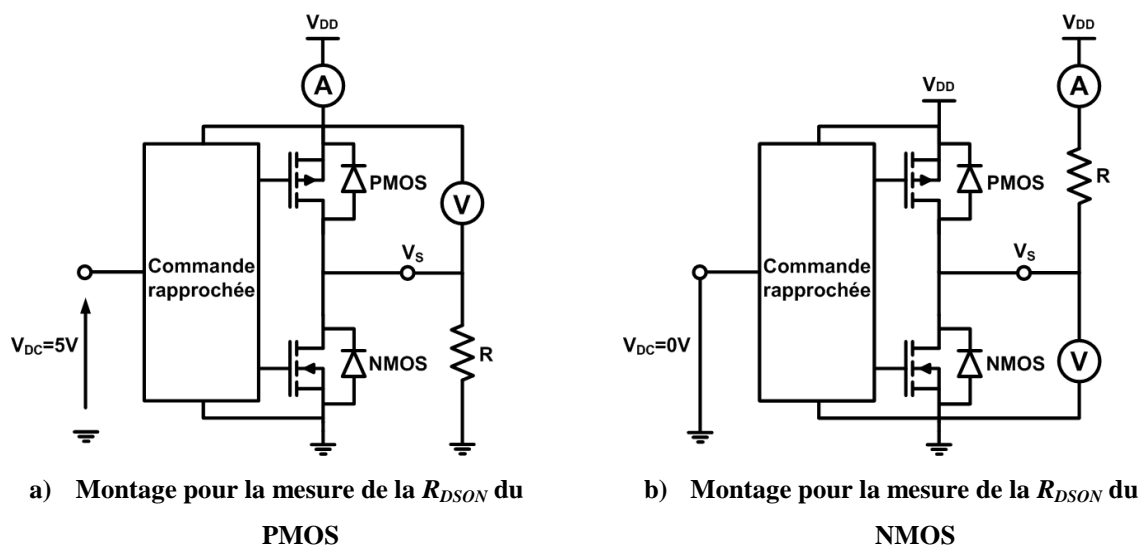 VDD
A
PMOS
V
VS
Commande
rapprochée
VDC=5V
NMOS
R
a) Montage pour la mesure de la RDSON du
PMOS
VDD
A
VDD
R
PMOS
VS
Commande
rapprochée
VDC=0V
NMOS
V
b) Montage pour la mesure de la RDSON du
NMOS